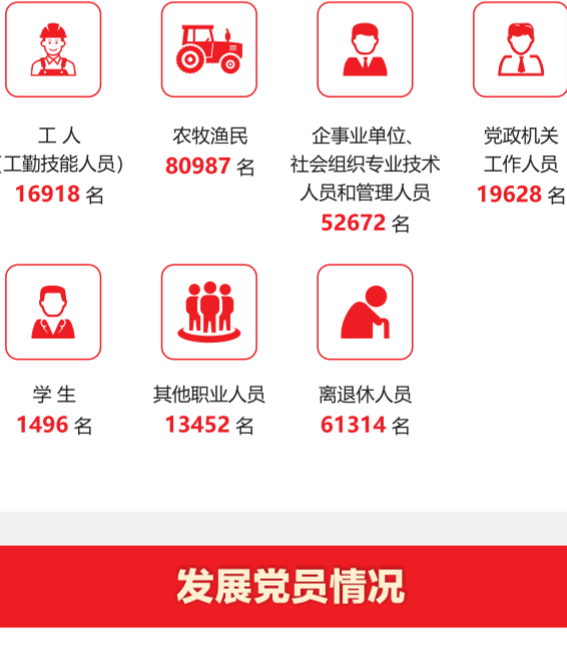 工人
（工勤技能人员）
16918 名
农牧渔民
80987 名
企事业单位、
社会组织专业技术
人员和管理人员
52672 名
党政机关
工作人员
19628 名
学生
1496 名
其他职业人员
13452 名
离退休人员
61314 名
发展党员情况